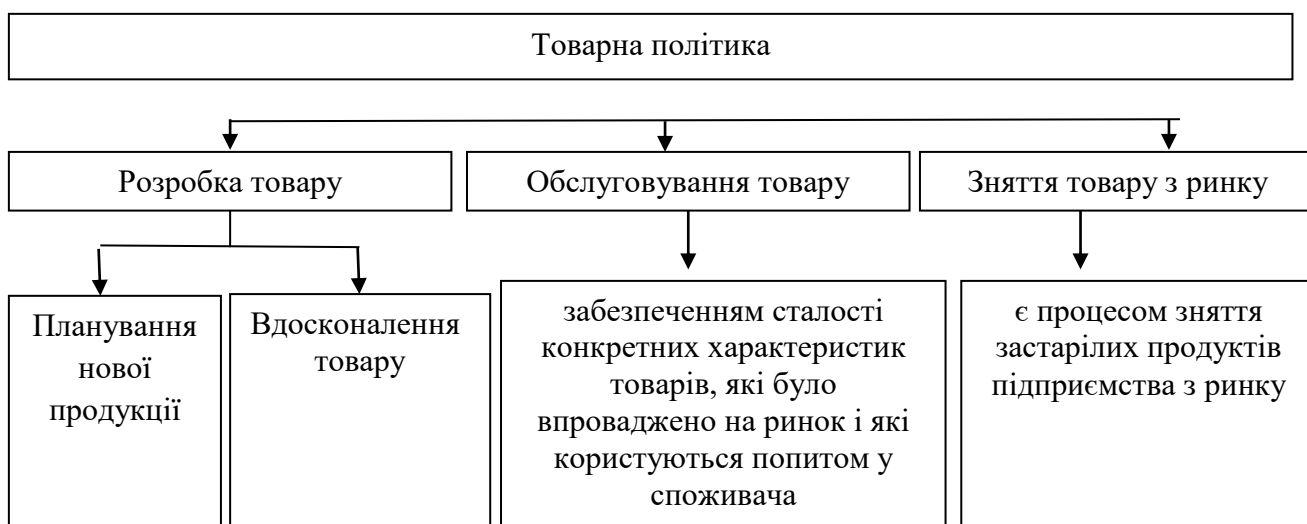 Товарна політика
Розробка товару
Обслуговування товару
Зняття товару з ринку
Планування
нової
продукції
Вдосконалення
товару
забезпеченням сталості
конкретних характеристик
товарів, які було
впроваджено на ринок і які
користуються попитом у
споживача
є процесом зняття
застарілих продуктів
підприємства з ринку